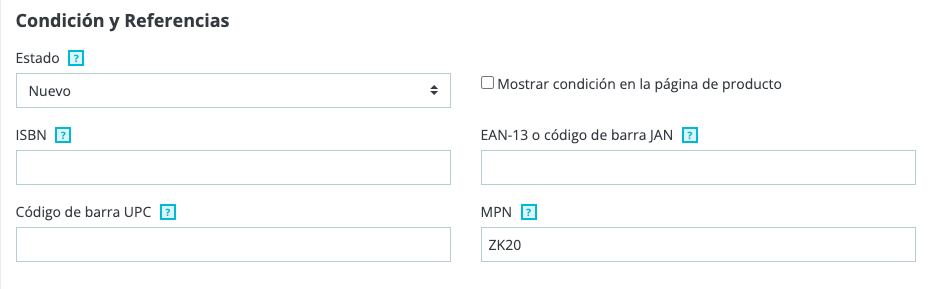 Condición y Referencias
Estado ?
Nuevo
Mostrar condición en la página de producto
ISBN ?
EAN-13 o código de barra JAN ?
Código de barra UPC ?
MPN ?
ZK20